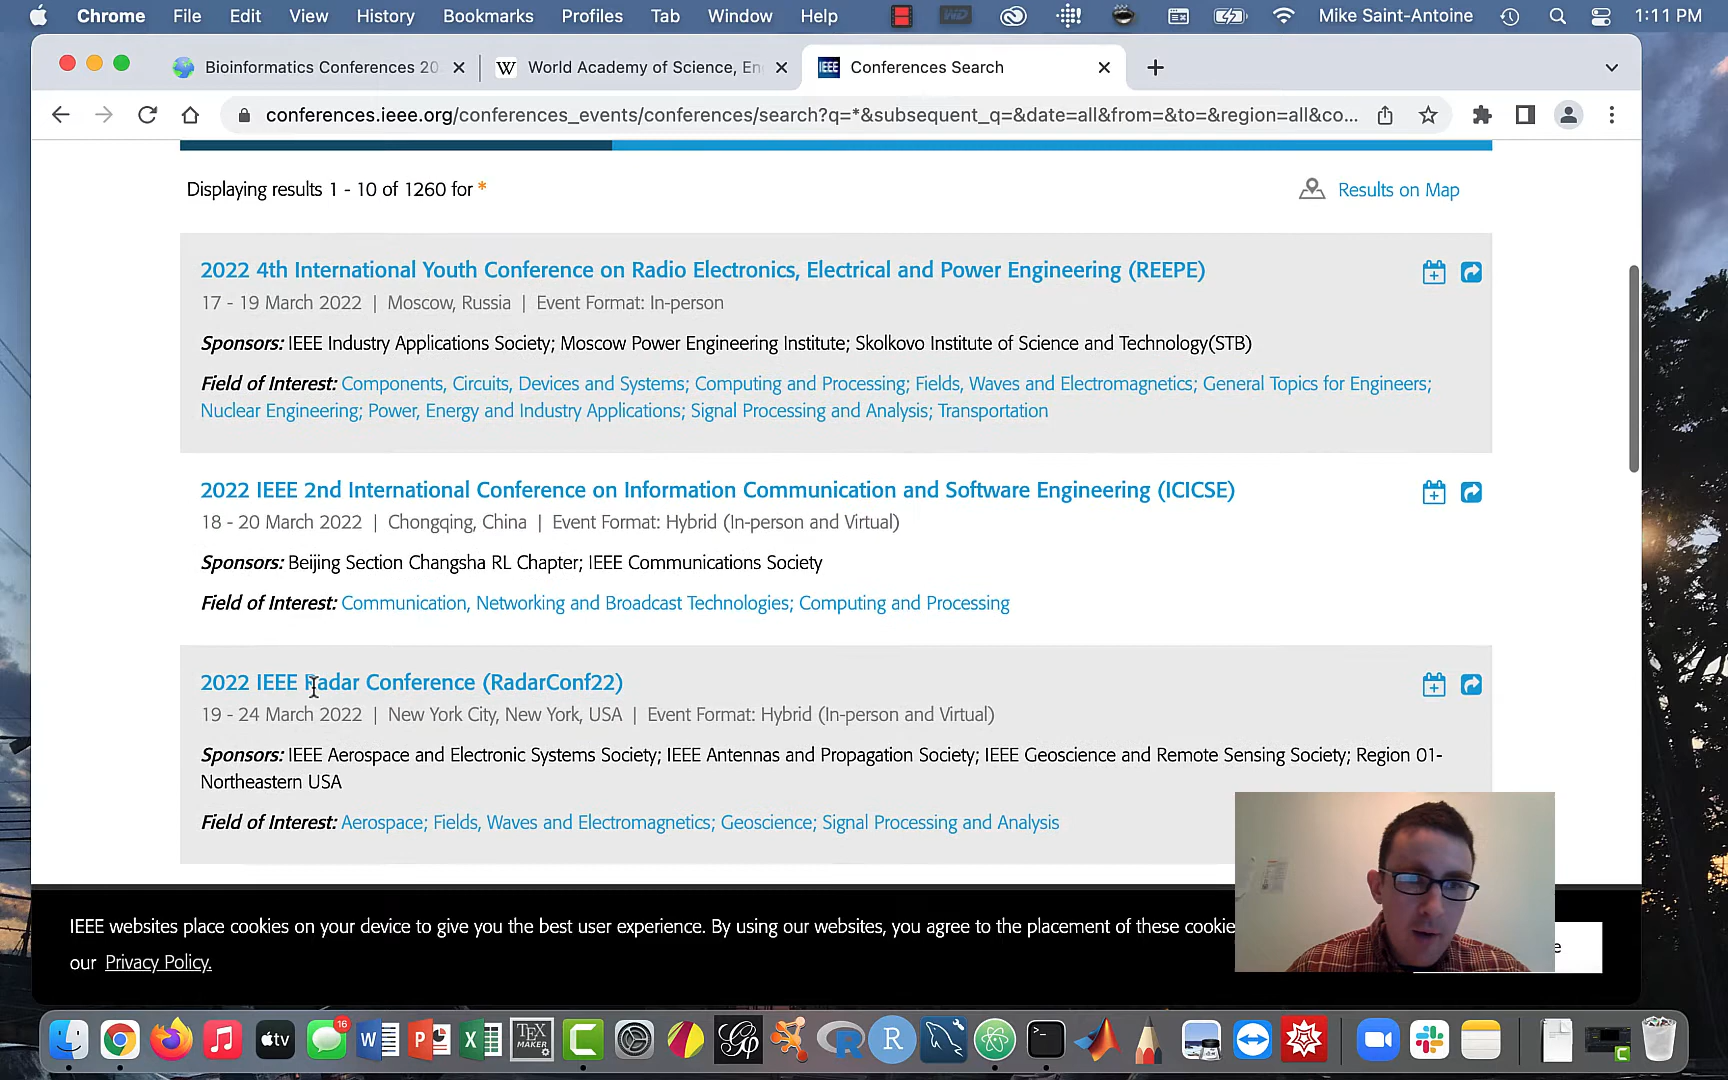 Chrome File Edit View History Bookmarks Profiles Tab Window Help Mike Saint-Antoine 1:11 PM
Bioinformatics Conferences 20 World Academy of Science, En Conferences Search
conferences.ieee.org/conferences_events/conferences/search?q=*&subsequent_q=&date=all&from=&to=&region=all&co...
Displaying results 1 - 10 of 1260 for * Results on Map
2022 4th International Youth Conference on Radio Electronics, Electrical and Power Engineering (REEPE)
17 - 19 March 2022 | Moscow, Russia | Event Format: In-person
Sponsors: IEEE Industry Applications Society; Moscow Power Engineering Institute; Skolkovo Institute of Science and Technology(STB)
Field of Interest: Components, Circuits, Devices and Systems; Computing and Processing; Fields, Waves and Electromagnetics; General Topics for Engineers;
Nuclear Engineering; Power, Energy and Industry Applications; Signal Processing and Analysis; Transportation
2022 IEEE 2nd International Conference on Information Communication and Software Engineering (ICICSE)
18 - 20 March 2022 | Chongqing, China | Event Format: Hybrid (In-person and Virtual)
Sponsors: Beijing Section Changsha RL Chapter; IEEE Communications Society
Field of Interest: Communication, Networking and Broadcast Technologies; Computing and Processing
2022 IEEE Radar Conference (RadarConf22)
19 - 24 March 2022 | New York City, New York, USA | Event Format: Hybrid (In-person and Virtual)
Sponsors: IEEE Aerospace and Electronic Systems Society; IEEE Antennas and Propagation Society; IEEE Geoscience and Remote Sensing Society; Region 01-
Northeastern USA
Field of Interest: Aerospace; Fields, Waves and Electromagnetics; Geoscience; Signal Processing and Analysis
IEEE websites place cookies on your device to give you the best user experience. By using our websites, you agree to the placement of these cookie
our Privacy Policy.